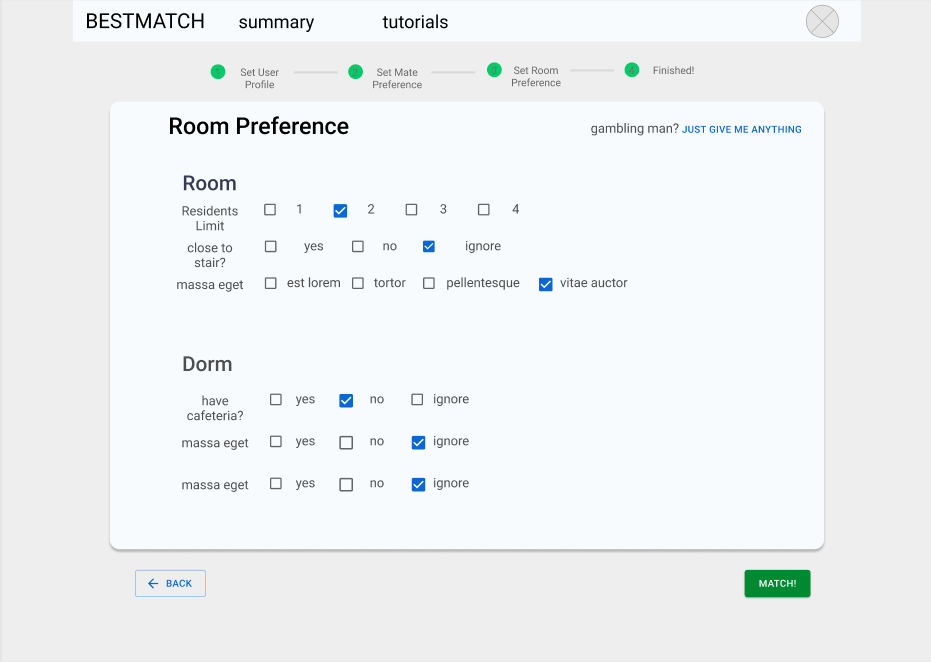 BESTMATCH summary tutorials
1 Set User Profile
2 Set Mate Preference
3 Set Room Preference
4 Finished!
Room Preference
gambling man? JUST GIVE ME ANYTHING
Room
Residents Limit 1 2 3 4
close to stair? yes no ignore
massa eget est lorem tortor pellentesque vitae auctor
Dorm
have cafeteria? yes no ignore
massa eget yes no ignore
massa eget yes no ignore
BACK
MATCH!